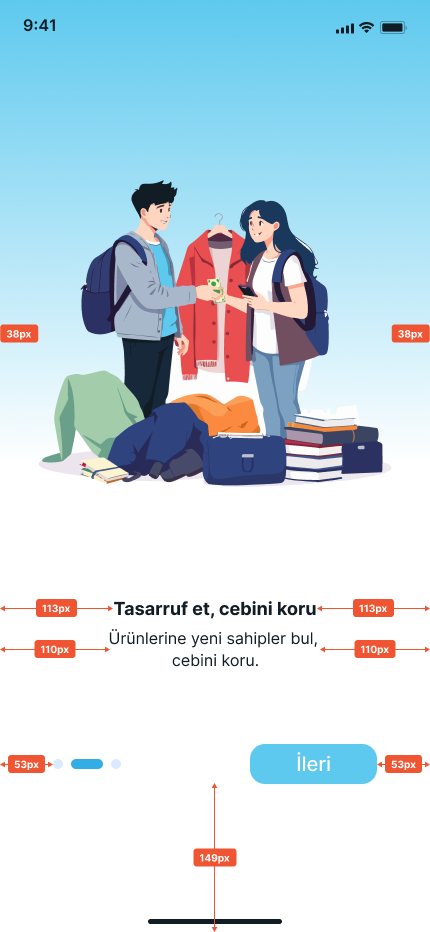 9:41
38px 38px
113px Tasarruf et, cebini koru 113px
Ürünlerine yeni sahipler bul,
110px 110px
cebini koru.
53px İleri 53px
149px